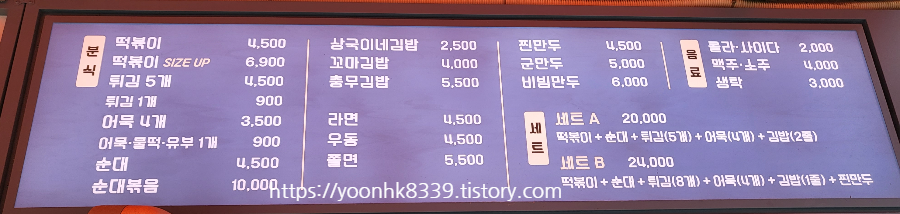 분식
떡볶이 4,500
떡볶이 SIZE UP 6,900
튀김 5개 4,500
튀김 1개 900
어묵 4개 3,500
어묵·물떡·유부 1개 900
순대 4,500
순대볶음 10,000
상국이네김밥 2,500
꼬마김밥 4,000
충무김밥 5,500
라면 4,500
우동 4,500
쫄면 5,500
찐만두 4,500
군만두 5,000
비빔만두 6,000
음료
콜라·사이다 2,000
맥주·소주 4,000
생탁 3,000
세트
세트 A 20,000
떡볶이 + 순대 + 튀김(5개) + 어묵(4개) + 김밥(2줄)
세트 B 24,000
떡볶이 + 순대 + 튀김(8개) + 어묵(4개) + 김밥(1줄) + 찐만두
https://yoonhk8339.tistory.com